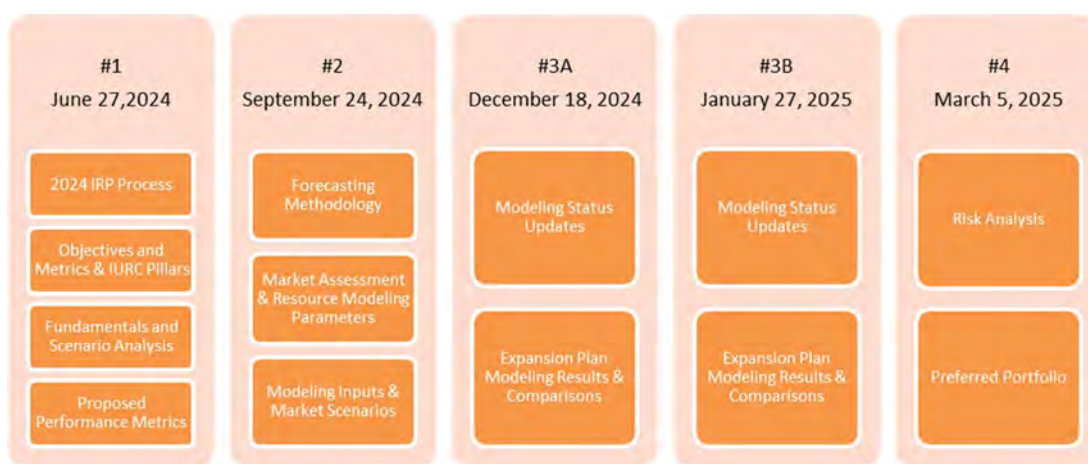 #1
June 27,2024
2024 IRP Process
Objectives and
Metrics & IURC Pillars
Fundamentals and
Scenario Analysis
Proposed
Performance Metrics
#2
September 24, 2024
Forecasting
Methodology
Market Assessment
& Resource Modeling
Parameters
Modeling Inputs &
Market Scenarios
#3A
December 18, 2024
Modeling Status
Updates
Expansion Plan
Modeling Results &
Comparisons
#3B
January 27, 2025
Modeling Status
Updates
Expansion Plan
Modeling Results &
Comparisons
#4
March 5, 2025
Risk Analysis
Preferred Portfolio